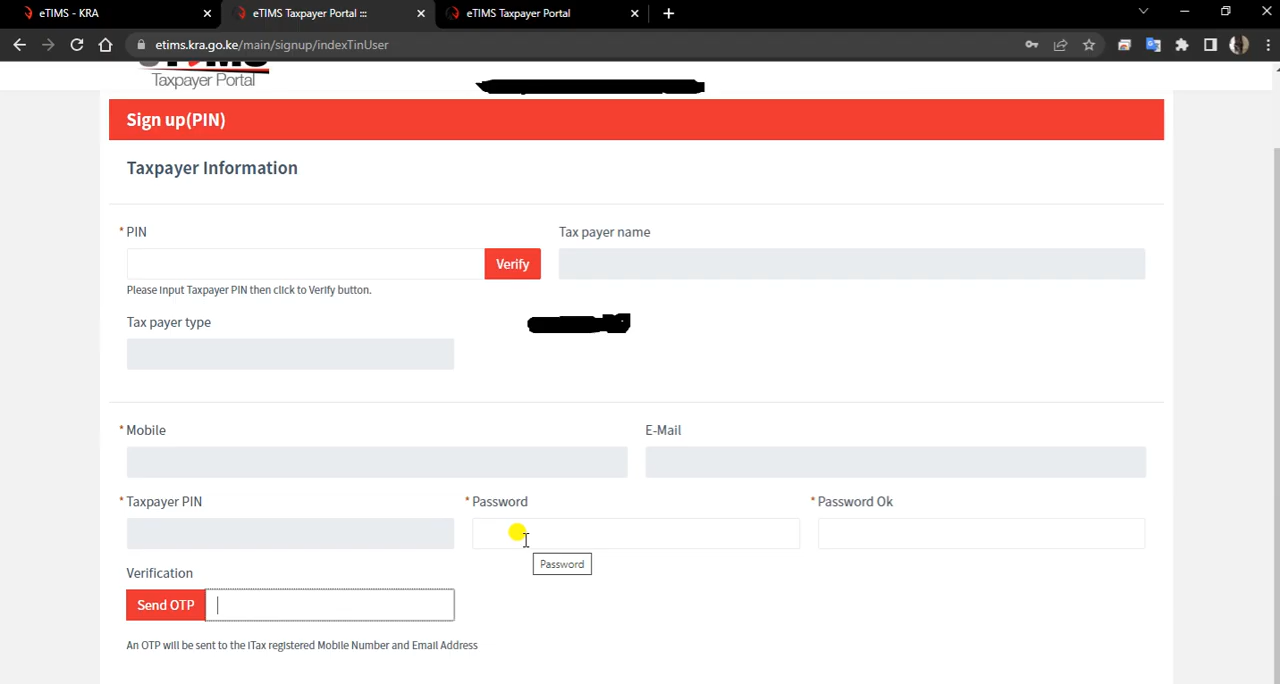 eTIMS - KRA
eTIMS Taxpayer Portal :::
eTIMS Taxpayer Portal
etims.kra.go.ke/main/signup/indexTinUser
Taxpayer Portal
Sign up(PIN)
Taxpayer Information
* PIN
Tax payer name
Verify
Please Input Taxpayer PIN then click to Verify button.
Tax payer type
* Mobile
E-Mail
* Taxpayer PIN
* Password
* Password Ok
Password
Verification
Send OTP
An OTP will be sent to the iTax registered Mobile Number and Email Address